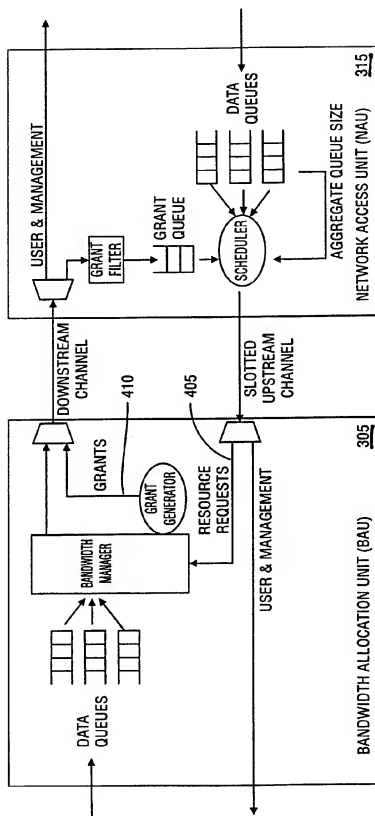 DATA
QUEUES
BANDWIDTH
MANAGER
GRANT
GENERATOR
GRANTS
410
RESOURCE
REQUESTS
405
USER & MANAGEMENT
BANDWIDTH ALLOCATION UNIT (BAU)
305
DOWNSTREAM
CHANNEL
SLOTTED
UPSTREAM
CHANNEL
USER & MANAGEMENT
GRANT
FILTER
GRANT
QUEUE
SCHEDULER
DATA
QUEUES
AGGREGATE QUEUE SIZE
NETWORK ACCESS UNIT (NAU)
315